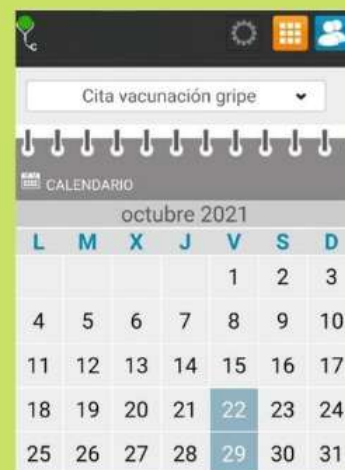 c
Cita vacunación gripe
CALENDARIO
octubre 2021
L M X J V S D
1 2 3
4 5 6 7 8 9 10
11 12 13 14 15 16 17
18 19 20 21 22 23 24
25 26 27 28 29 30 31